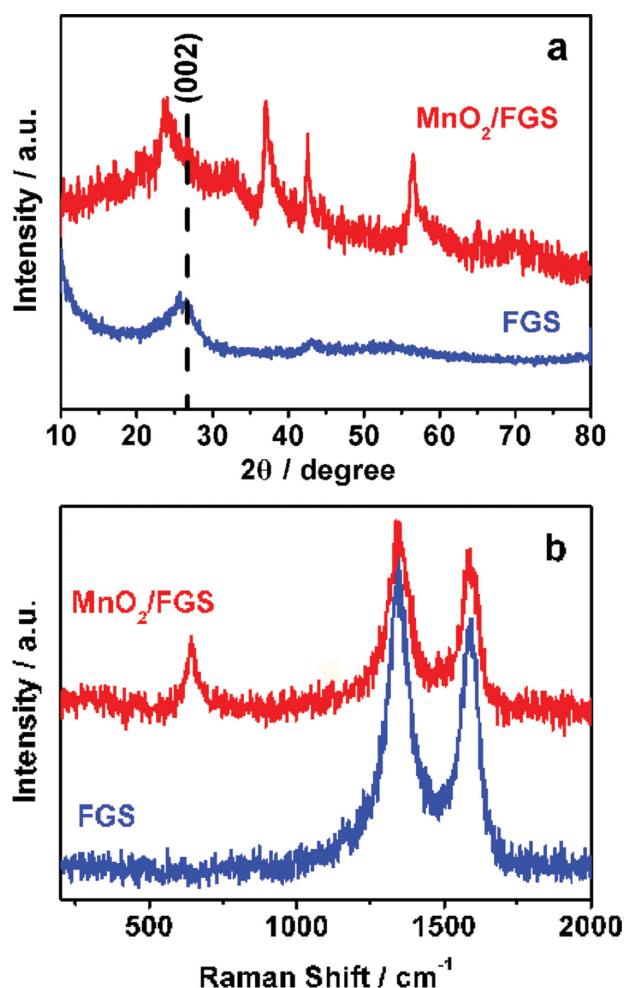 a
(002)
MnO₂/FGS
FGS
Intensity / a.u.
10 20 30 40 50 60 70 80
2θ / degree
b
MnO₂/FGS
FGS
Intensity / a.u.
500 1000 1500 2000
Raman Shift / cm⁻¹